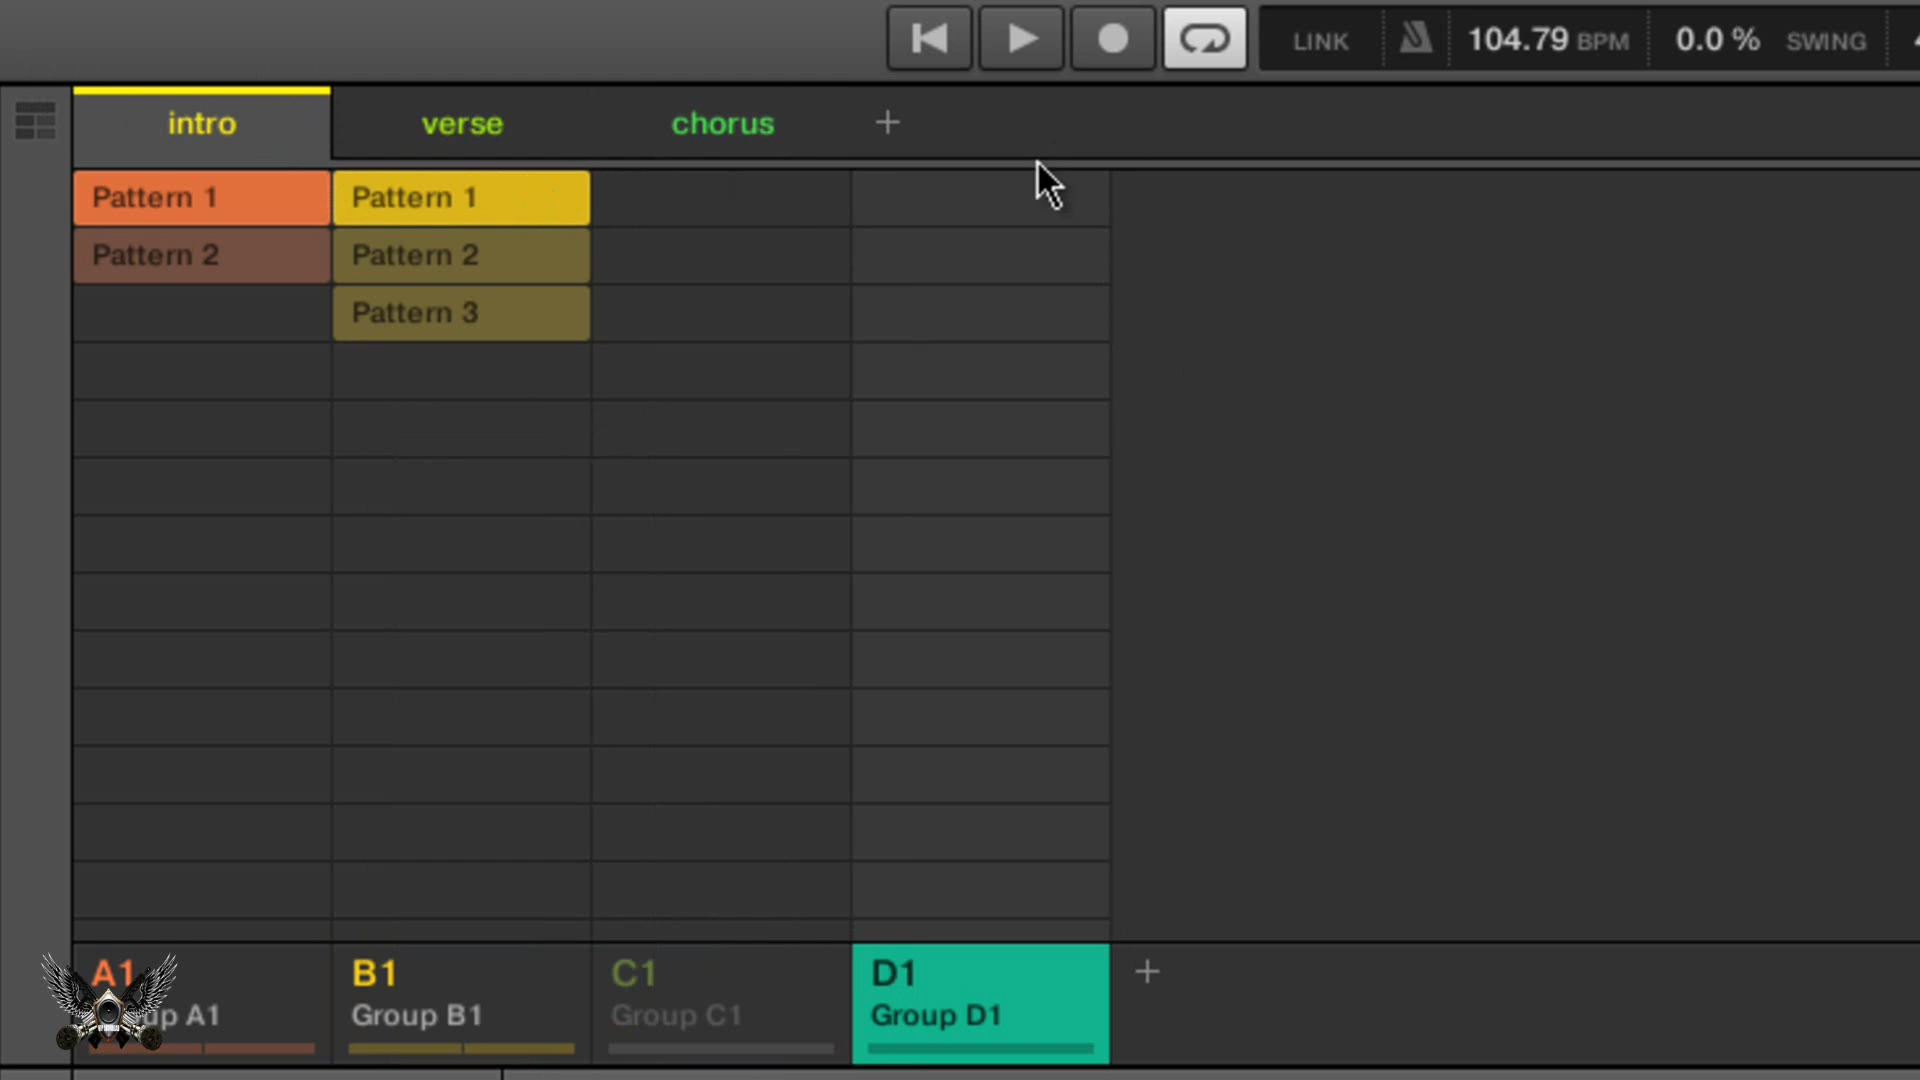 LINK 104.79 BPM 0.0 % SWING
intro verse chorus +
Pattern 1 Pattern 1
Pattern 2 Pattern 2
Pattern 3
A1 B1 C1 D1 +
A1 Group B1 Group C1 Group D1